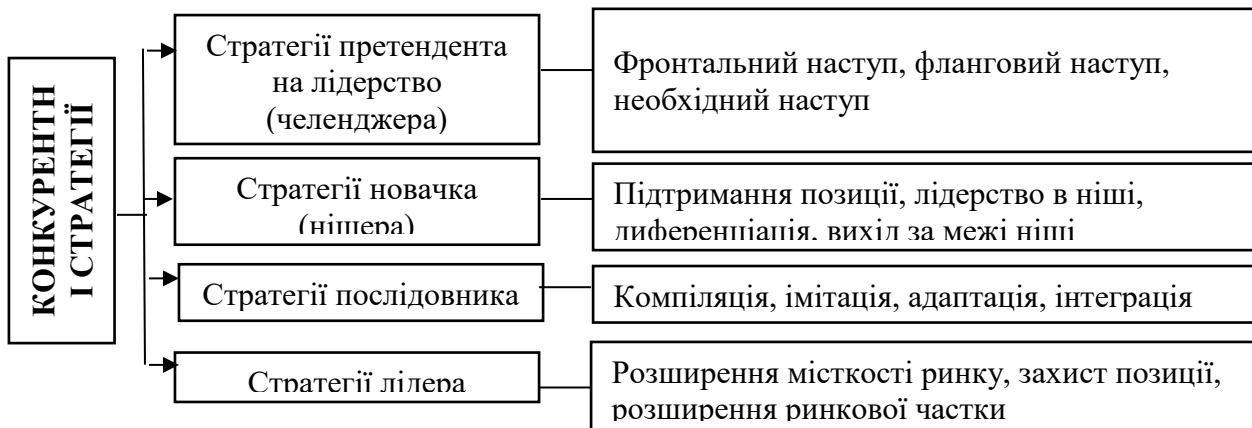 КОНКУРЕНТН
І СТРАТЕГІЇ
Стратегії претендента
на лідерство
(челенджера)
Фронтальний наступ, фланговий наступ,
необхідний наступ
Стратегії новачка
(нішера)
Підтримання позиції, лідерство в ніші,
диференціація, вихід за межі ніші
Стратегії послідовника
Компіляція, імітація, адаптація, інтеграція
Стратегії лідера
Розширення місткості ринку, захист позиції,
розширення ринкової частки